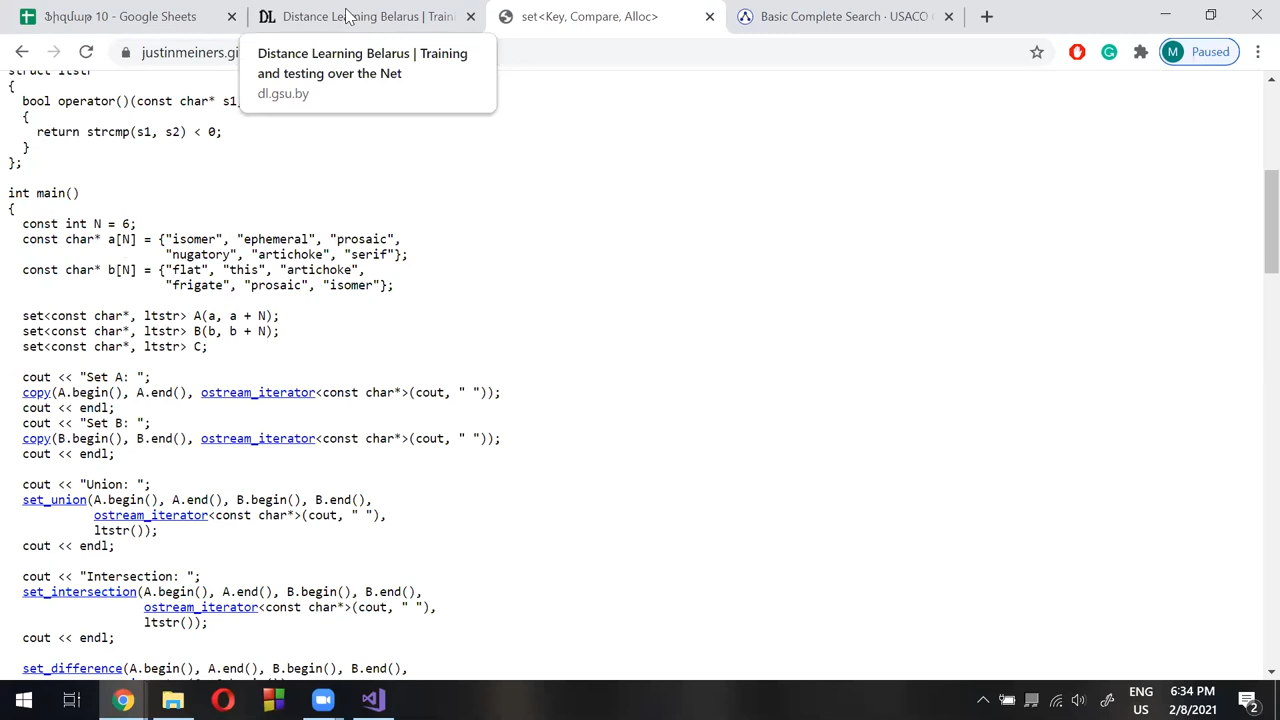 Ֆիզմաթ 10 - Google Sheets
DL Distance Learning Belarus | Traini
set<Key, Compare, Alloc>
Basic Complete Search - USACO
justinmeiners.gi
M Paused
Distance Learning Belarus | Training
and testing over the Net
dl.gsu.by
struct ltstr
{
bool operator()(const char* s1,
{
return strcmp(s1, s2) < 0;
}
};
int main()
{
const int N = 6;
const char* a[N] = {"isomer", "ephemeral", "prosaic",
"nugatory", "artichoke", "serif"};
const char* b[N] = {"flat", "this", "artichoke",
"frigate", "prosaic", "isomer"};
set<const char*, ltstr> A(a, a + N);
set<const char*, ltstr> B(b, b + N);
set<const char*, ltstr> C;
cout << "Set A: ";
copy(A.begin(), A.end(), ostream_iterator<const char*>(cout, " "));
cout << endl;
cout << "Set B: ";
copy(B.begin(), B.end(), ostream_iterator<const char*>(cout, " "));
cout << endl;
cout << "Union: ";
set_union(A.begin(), A.end(), B.begin(), B.end(),
ostream_iterator<const char*>(cout, " "),
ltstr());
cout << endl;
cout << "Intersection: ";
set_intersection(A.begin(), A.end(), B.begin(), B.end(),
ostream_iterator<const char*>(cout, " "),
ltstr());
cout << endl;
set_difference(A.begin(), A.end(), B.begin(), B.end(),
ENG
US
6:34 PM
2/8/2021
2